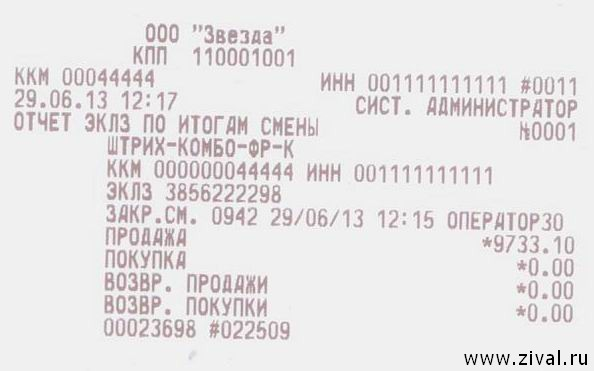 ООО "Звезда"
КПП 110001001
ККМ 00044444 ИНН 001111111111 #0011
29.06.13 12:17 СИСТ. АДМИНИСТРАТОР
ОТЧЕТ ЭКЛЗ ПО ИТОГАМ СМЕНЫ №0001
ШТРИХ-КОМБО-ФР-К
ККМ 000000044444 ИНН 001111111111
ЭКЛЗ 3856222298
ЗАКР.СМ. 0942 29/06/13 12:15 ОПЕРАТОР30
ПРОДАЖА *9733.10
ПОКУПКА *0.00
ВОЗВР. ПРОДАЖИ *0.00
ВОЗВР. ПОКУПКИ *0.00
00023698 #022509
www.zival.ru